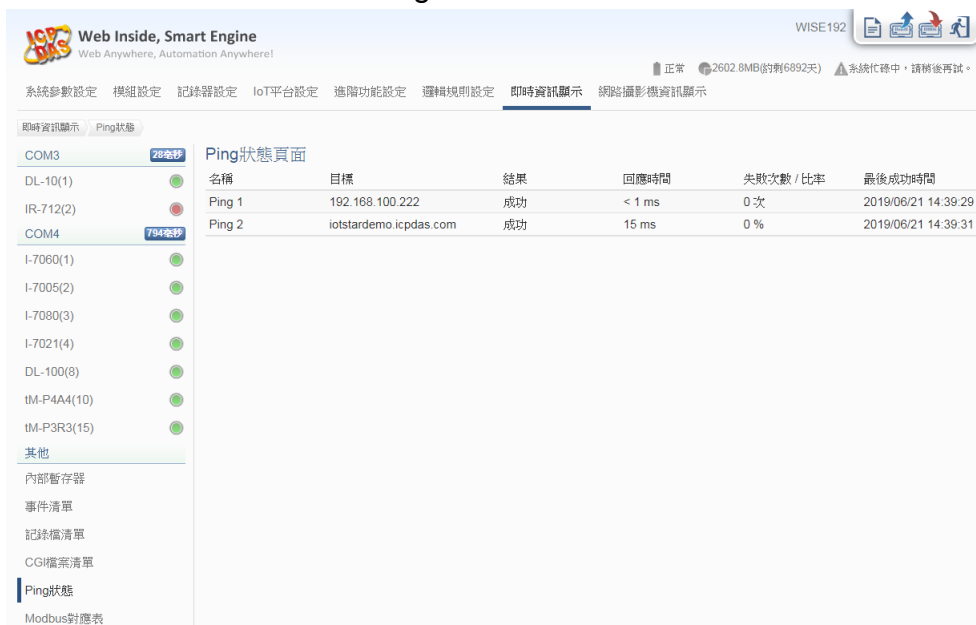 ICP DAS
Web Inside, Smart Engine
Web Anywhere, Automation Anywhere!
WISE192
正常 2602.8MB(約剩6892天) 系統忙碌中，請稍後再試。
系統參數設定 模組設定 記錄器設定 IoT平台設定 進階功能設定 邏輯規則設定 即時資訊顯示 網路攝影機資訊顯示
即時資訊顯示 Ping狀態
COM3 28毫秒
DL-10(1)
IR-712(2)
COM4 794毫秒
I-7060(1)
I-7005(2)
I-7080(3)
I-7021(4)
DL-100(8)
tM-P4A4(10)
tM-P3R3(15)
其他
內部暫存器
事件清單
記錄檔清單
CGI檔案清單
Ping狀態
Modbus對應表
Ping狀態頁面
名稱 目標 結果 回應時間 失敗次數 / 比率 最後成功時間
Ping 1 192.168.100.222 成功 < 1 ms 0 次 2019/06/21 14:39:29
Ping 2 iotstardemo.icpdas.com 成功 15 ms 0 % 2019/06/21 14:39:31